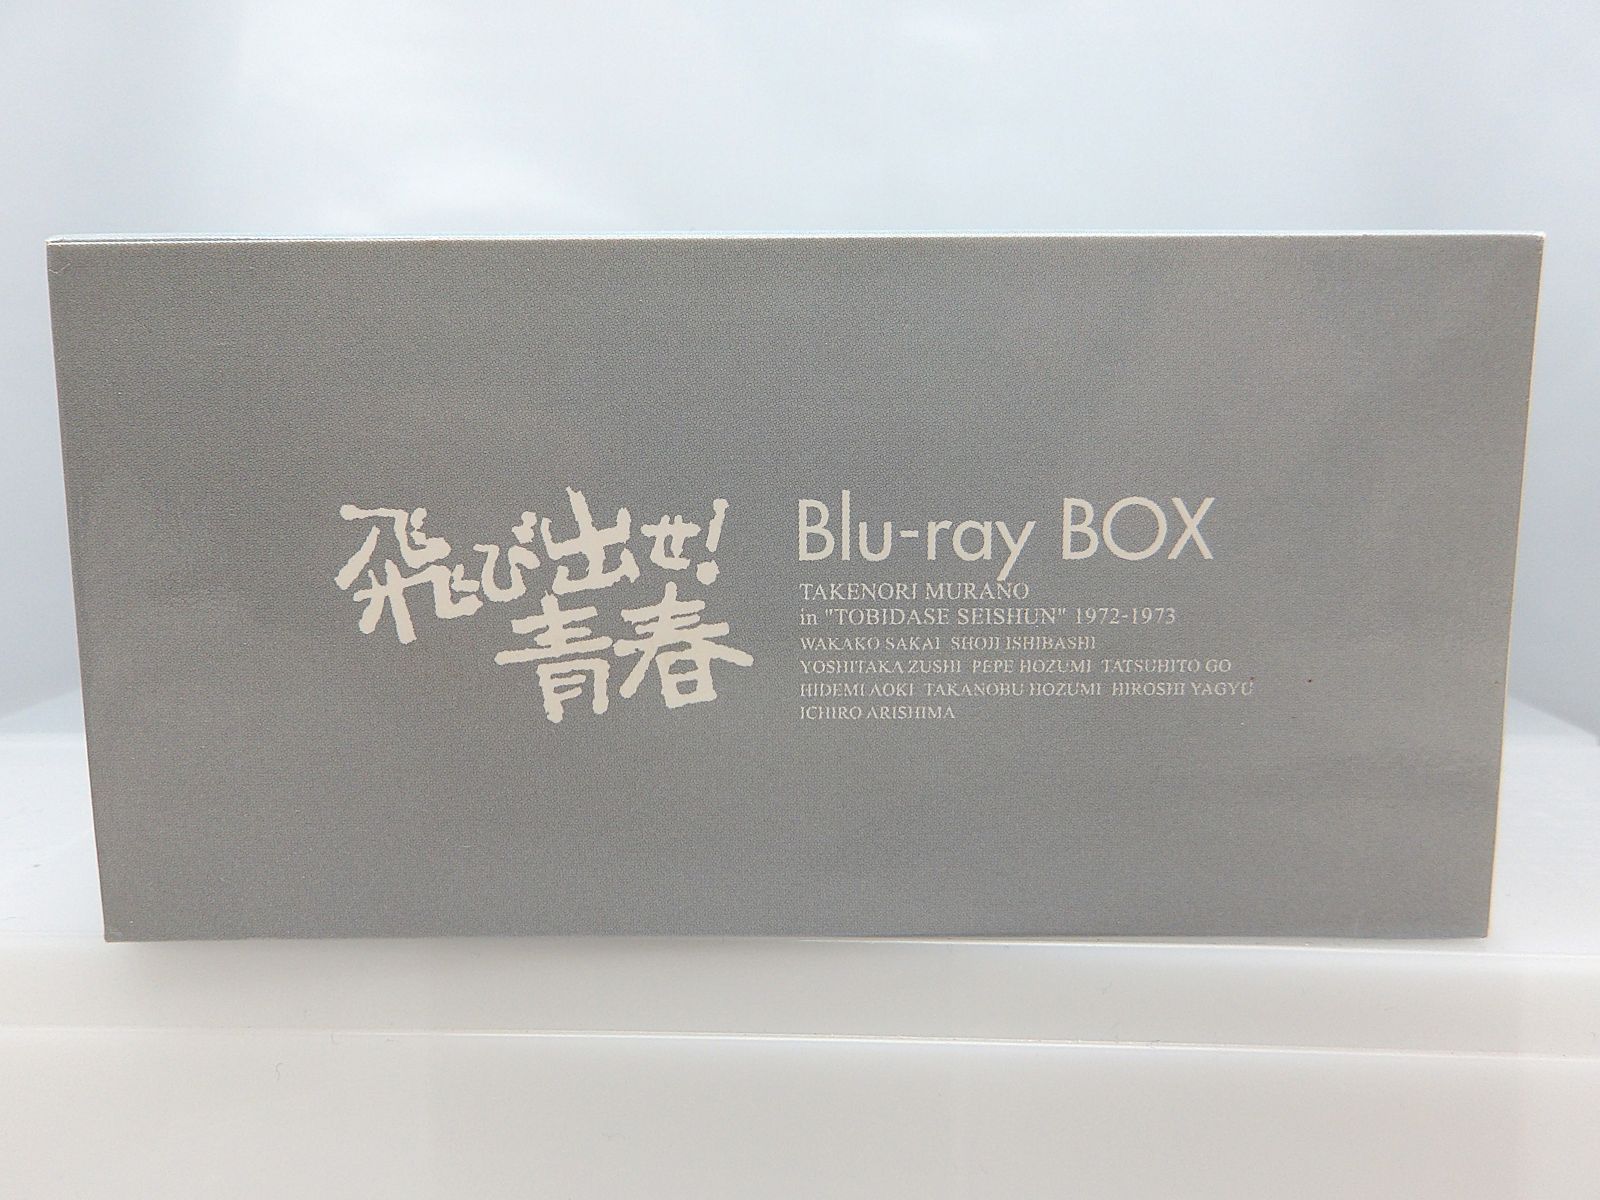 飛び出せ!
青春
Blu-ray BOX
TAKENORI MURANO
in "TOBIDASE SEISHUN" 1972-1973
WAKAKO SAKAI SHOJI ISHIBASHI
YOSHITAKA ZUSHI PEPE HOZUMI TATSUHITO GO
HIDEMI AOKI TAKANOBU HOZUMI HIROSHI YAGYU
ICHIRO ARISHIMA